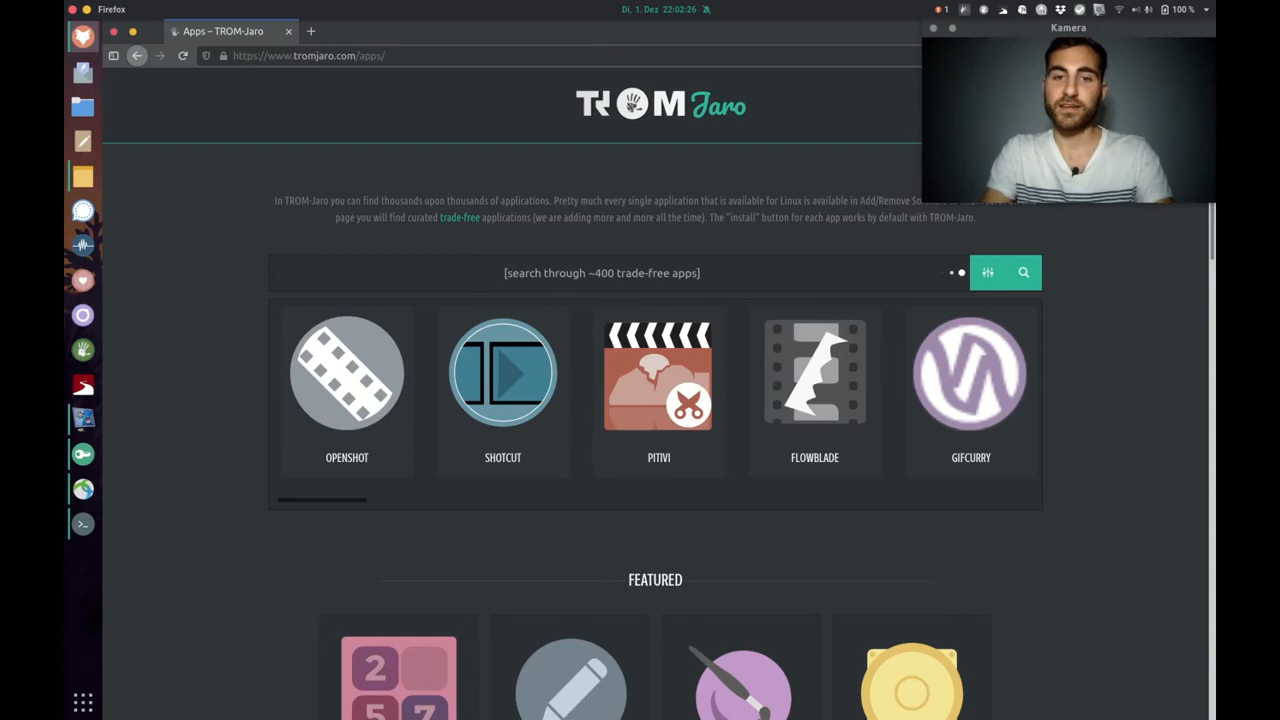 Firefox
Di, 1. Dez 22:02:26
1
100 %
Apps – TROM-Jaro
Kamera
https://www.tromjaro.com/apps/
TROM Jaro
In TROM-Jaro you can find thousands upon thousands of applications. Pretty much every single application that is available for Linux is available in Add/Remove
page you will find curated trade-free applications (we are adding more and more all the time). The "install" button for each app works by default with TROM-Jaro.
[search through ~400 trade-free apps]
OPENSHOT
SHOTCUT
PITIVI
FLOWBLADE
GIFCURRY
FEATURED
2
5 7